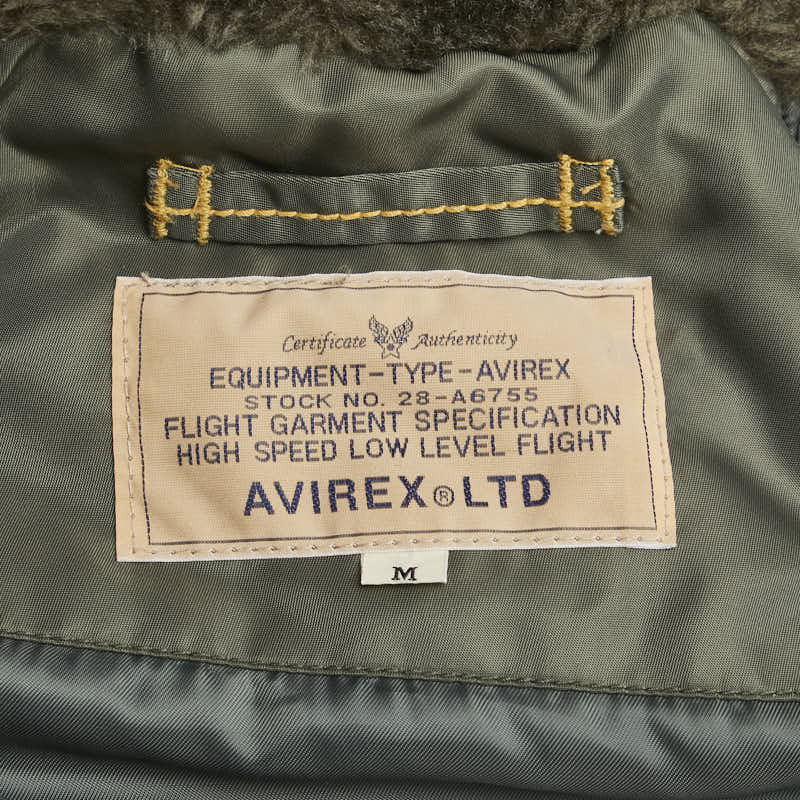 Certificate Authenticity
EQUIPMENT-TYPE-AVIREX
STOCK NO. 28-A6755
FLIGHT GARMENT SPECIFICATION
HIGH SPEED LOW LEVEL FLIGHT
AVIREX® LTD
M